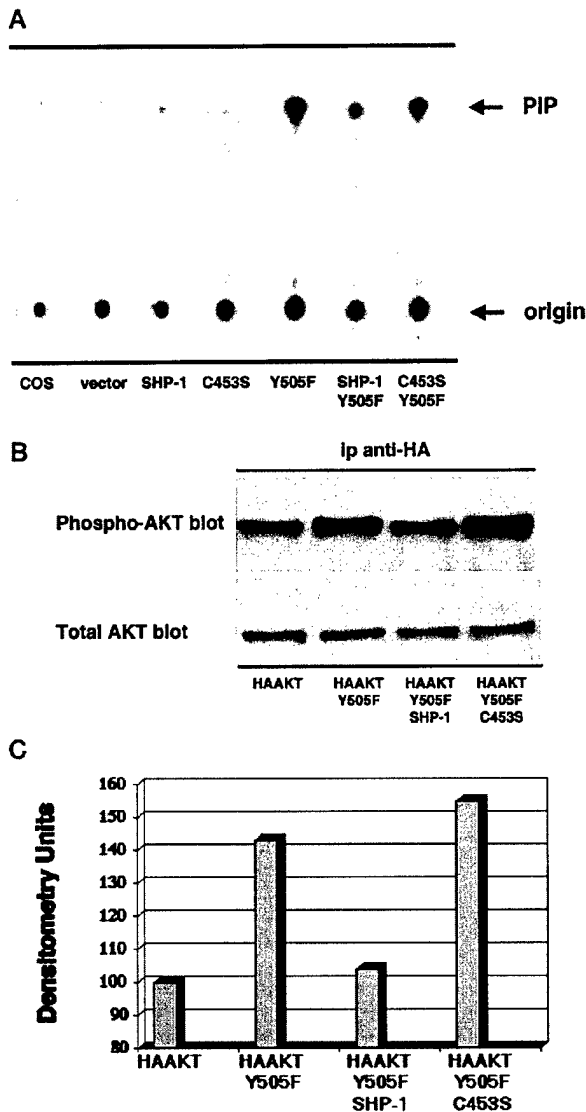 A
PIP
origin
COS vector SHP-1 C453S Y505F SHP-1 C453S
Y505F Y505F
B
ip anti-HA
Phospho-AKT blot
Total AKT blot
HAAKT HAAKT HAAKT HAAKT
Y505F Y505F Y505F
SHP-1 C453S
C
Densitometry Units
160
150
140
130
120
110
100
90
80
HAAKT HAAKT HAAKT HAAKT
Y505F Y505F Y505F
SHP-1 C453S